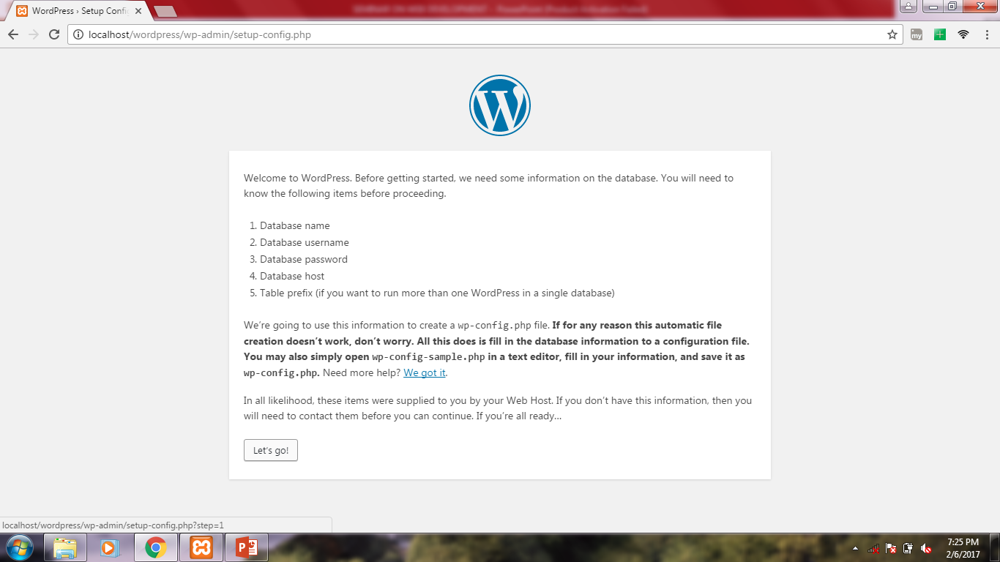 WordPress › Setup Confi
SEMINAR ON WEB DEVELOPMENT - PowerPoint (Product Activation Failed)
localhost/wordpress/wp-admin/setup-config.php
my
W
Welcome to WordPress. Before getting started, we need some information on the database. You will need to
know the following items before proceeding.
1. Database name
2. Database username
3. Database password
4. Database host
5. Table prefix (if you want to run more than one WordPress in a single database)
We’re going to use this information to create a wp-config.php file. If for any reason this automatic file
creation doesn’t work, don’t worry. All this does is fill in the database information to a configuration file.
You may also simply open wp-config-sample.php in a text editor, fill in your information, and save it as
wp-config.php. Need more help? We got it.
In all likelihood, these items were supplied to you by your Web Host. If you don’t have this information, then you
will need to contact them before you can continue. If you’re all ready…
Let’s go!
localhost/wordpress/wp-admin/setup-config.php?step=1
7:25 PM
2/6/2017